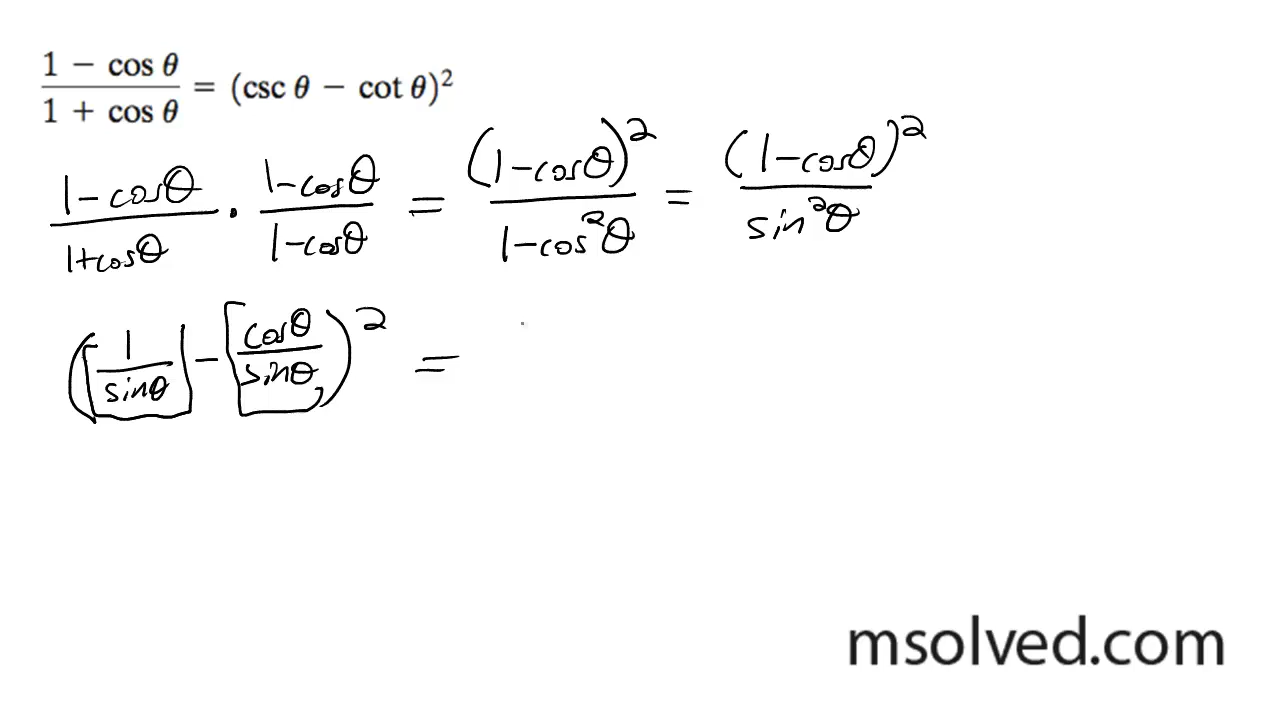 (1 − cos θ)/(1 + cos θ) = (csc θ − cot θ)²
(1-cosθ)/(1+cosθ) · (1-cosθ)/(1-cosθ) = (1-cosθ)²/(1-cos²θ) = (1-cosθ)²/sin²θ
([1/sinθ] - [cosθ/sinθ])² =
msolved.com